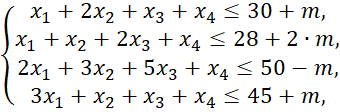 x₁ + 2x₂ + x₃ + x₄ ≤ 30 + m,
x₁ + x₂ + 2x₃ + x₄ ≤ 28 + 2 · m,
2x₁ + 3x₂ + 5x₃ + x₄ ≤ 50 − m,
3x₁ + x₂ + x₃ + x₄ ≤ 45 + m,